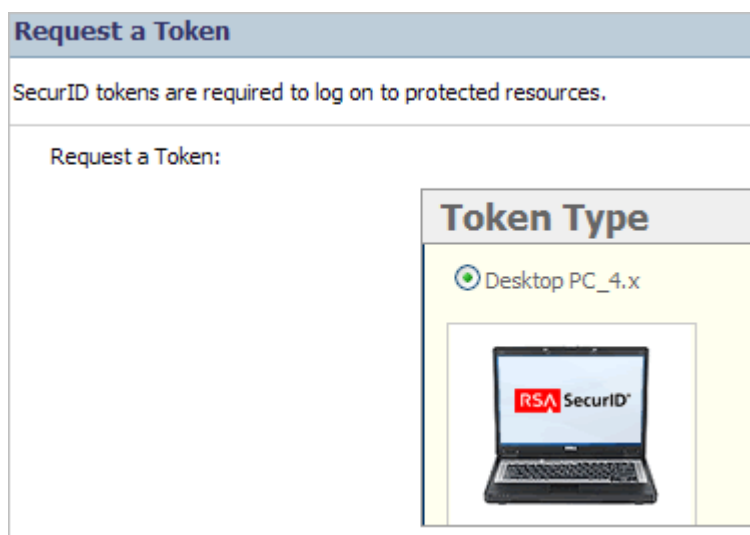 Request a Token
SecurID tokens are required to log on to protected resources.
Request a Token:
Token Type
Desktop PC_4.x
RSA SecurID®